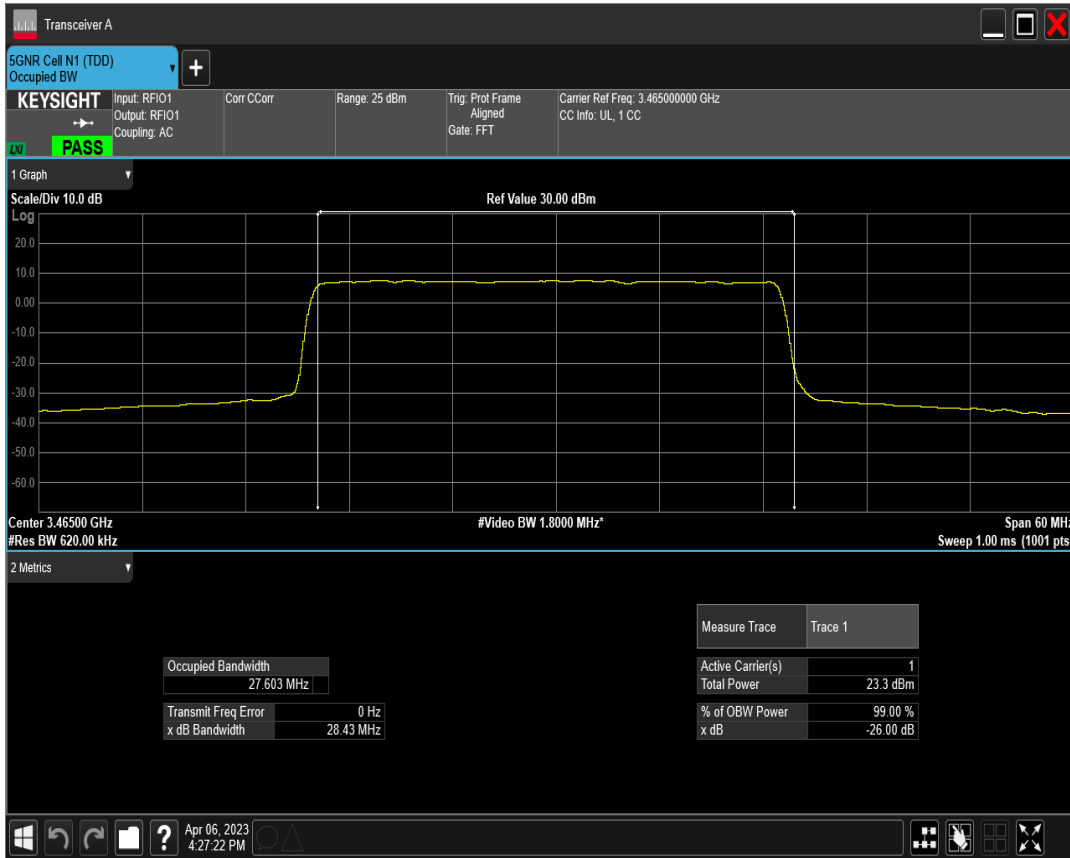 Transceiver A
5GNR Cell N1 (TDD)
Occupied BW
KEYSIGHT
LXI
PASS
Input: RFIO1
Output: RFIO1
Coupling: AC
Corr CCorr
Range: 25 dBm
Trig: Prot Frame
Aligned
Gate: FFT
Carrier Ref Freq: 3.465000000 GHz
CC Info: UL, 1 CC
1 Graph
Scale/Div 10.0 dB
Ref Value 30.00 dBm
Log
20.0
10.0
0.00
-10.0
-20.0
-30.0
-40.0
-50.0
-60.0
Center 3.46500 GHz
#Video BW 1.8000 MHz*
Span 60 MHz
#Res BW 620.00 kHz
Sweep 1.00 ms (1001 pts
2 Metrics
Measure Trace Trace 1
Occupied Bandwidth
27.603 MHz
Active Carrier(s) 1
Total Power 23.3 dBm
Transmit Freq Error 0 Hz
x dB Bandwidth 28.43 MHz
% of OBW Power 99.00 %
x dB -26.00 dB
?
Apr 06, 2023
4:27:22 PM